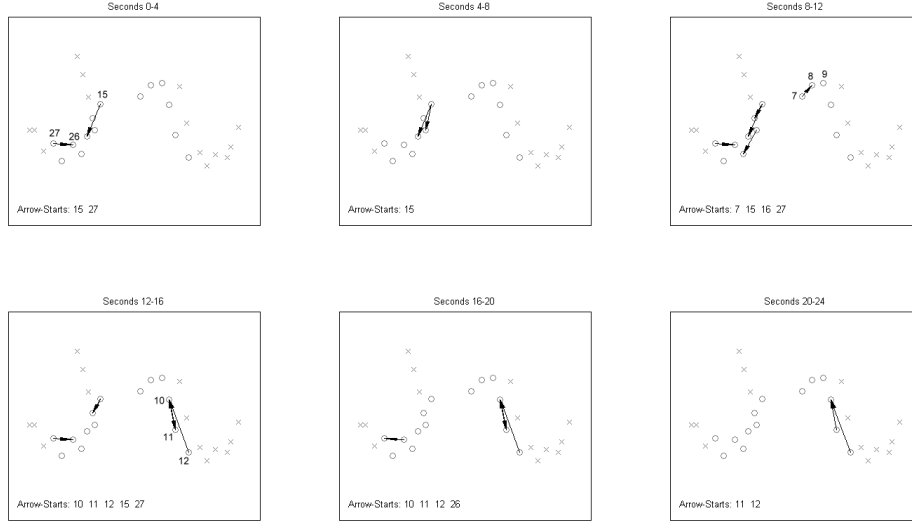 Seconds 0-4
15
27
26
Arrow-Starts: 15 27
Seconds 4-8
Arrow-Starts: 15
Seconds 8-12
8
9
7
Arrow-Starts: 7 15 16 27
Seconds 12-16
10
11
12
Arrow-Starts: 10 11 12 15 27
Seconds 16-20
Arrow-Starts: 10 11 12 26
Seconds 20-24
Arrow-Starts: 11 12